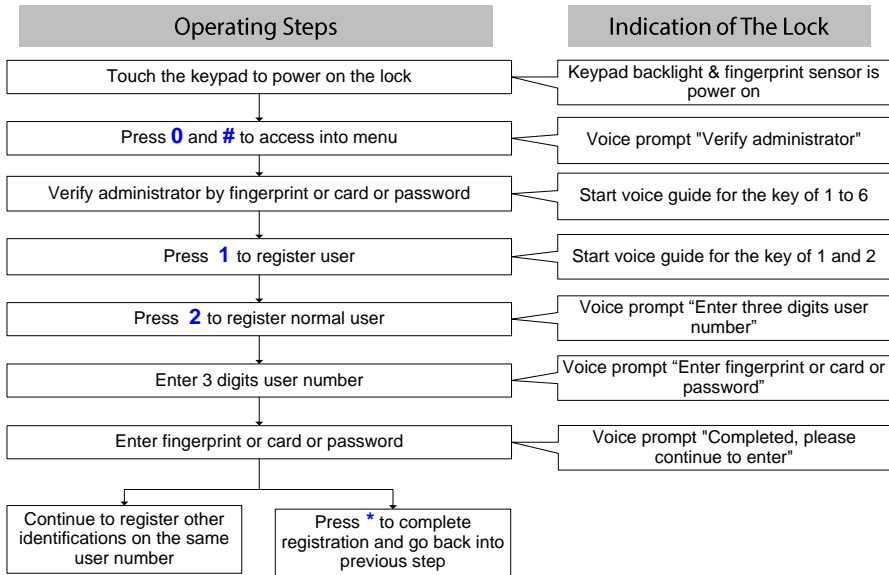 Operating Steps
Indication of The Lock
Touch the keypad to power on the lock
Keypad backlight & fingerprint sensor is
power on
Press 0 and # to access into menu
Voice prompt "Verify administrator"
Verify administrator by fingerprint or card or password
Start voice guide for the key of 1 to 6
Press 1 to register user
Start voice guide for the key of 1 and 2
Press 2 to register normal user
Voice prompt “Enter three digits user
number”
Enter 3 digits user number
Voice prompt “Enter fingerprint or card or
password”
Enter fingerprint or card or password
Voice prompt "Completed, please
continue to enter"
Continue to register other
identifications on the same
user number
Press * to complete
registration and go back into
previous step